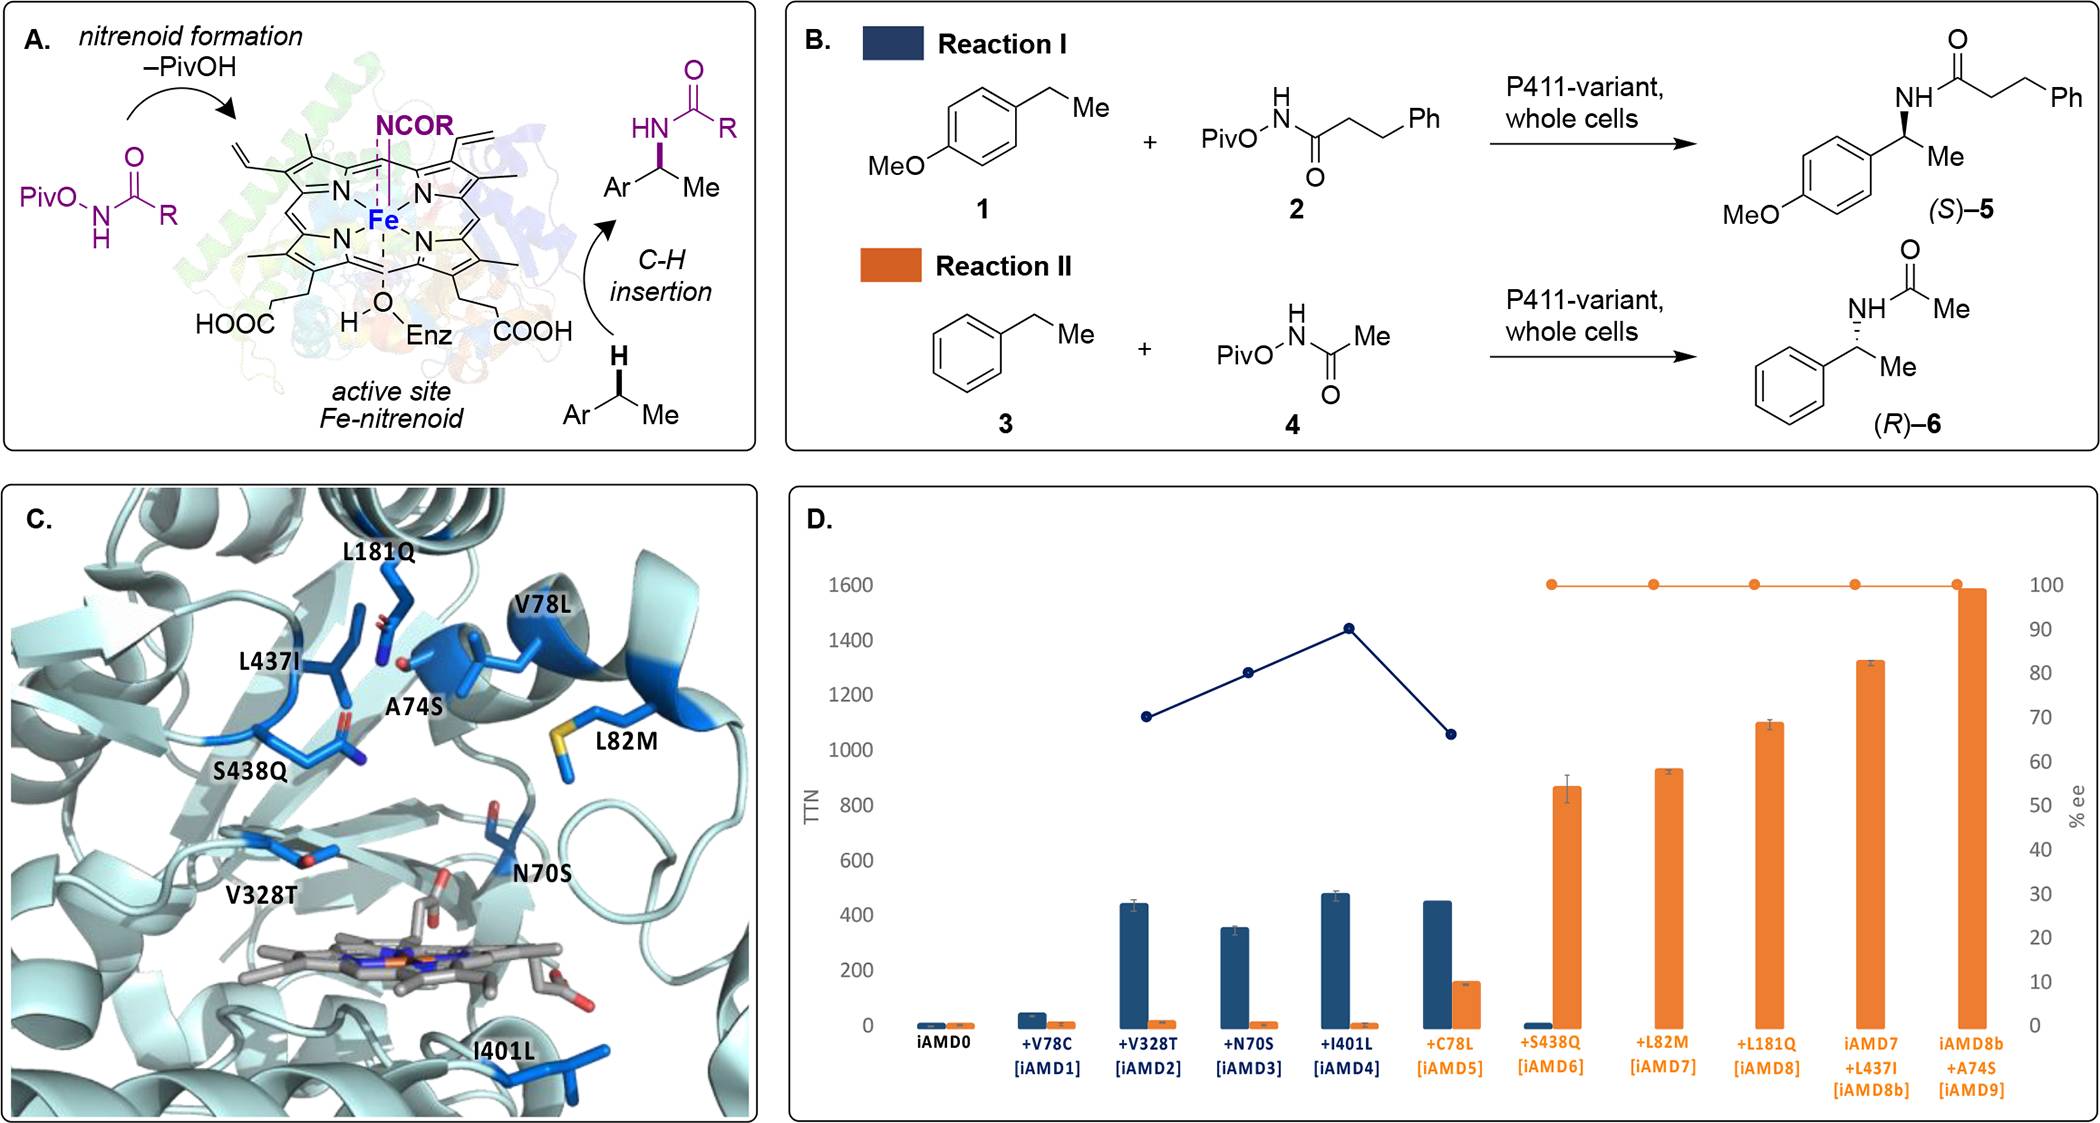 A.
nitrenoid formation
–PivOH
NCOR
O
PivO
N
H
R
N
N
Fe
N
N
HOOC
COOH
H
O
Enz
O
HN
R
Ar
Me
C-H
insertion
H
Ar
Me
active site
Fe-nitrenoid
B.
Reaction I
Me
MeO
1
+
H
PivO
N
Ph
O
2
P411-variant,
whole cells
O
NH
Ph
Me
MeO
(S)–5
Reaction II
Me
3
+
H
PivO
N
Me
O
4
P411-variant,
whole cells
O
NH
Me
Me
(R)–6
C.
L181Q
V78L
L437I
A74S
L82M
S438Q
N70S
V328T
I401L
D.
TTN
1600
1400
1200
1000
800
600
400
200
0
100
90
80
70
60
50
40
30
20
10
0
% ee
iAMD0
+V78C
[iAMD1]
+V328T
[iAMD2]
+N70S
[iAMD3]
+I401L
[iAMD4]
+C78L
[iAMD5]
+S438Q
[iAMD6]
+L82M
[iAMD7]
+L181Q
[iAMD8]
iAMD7
+L437I
[iAMD8b]
iAMD8b
+A74S
[iAMD9]